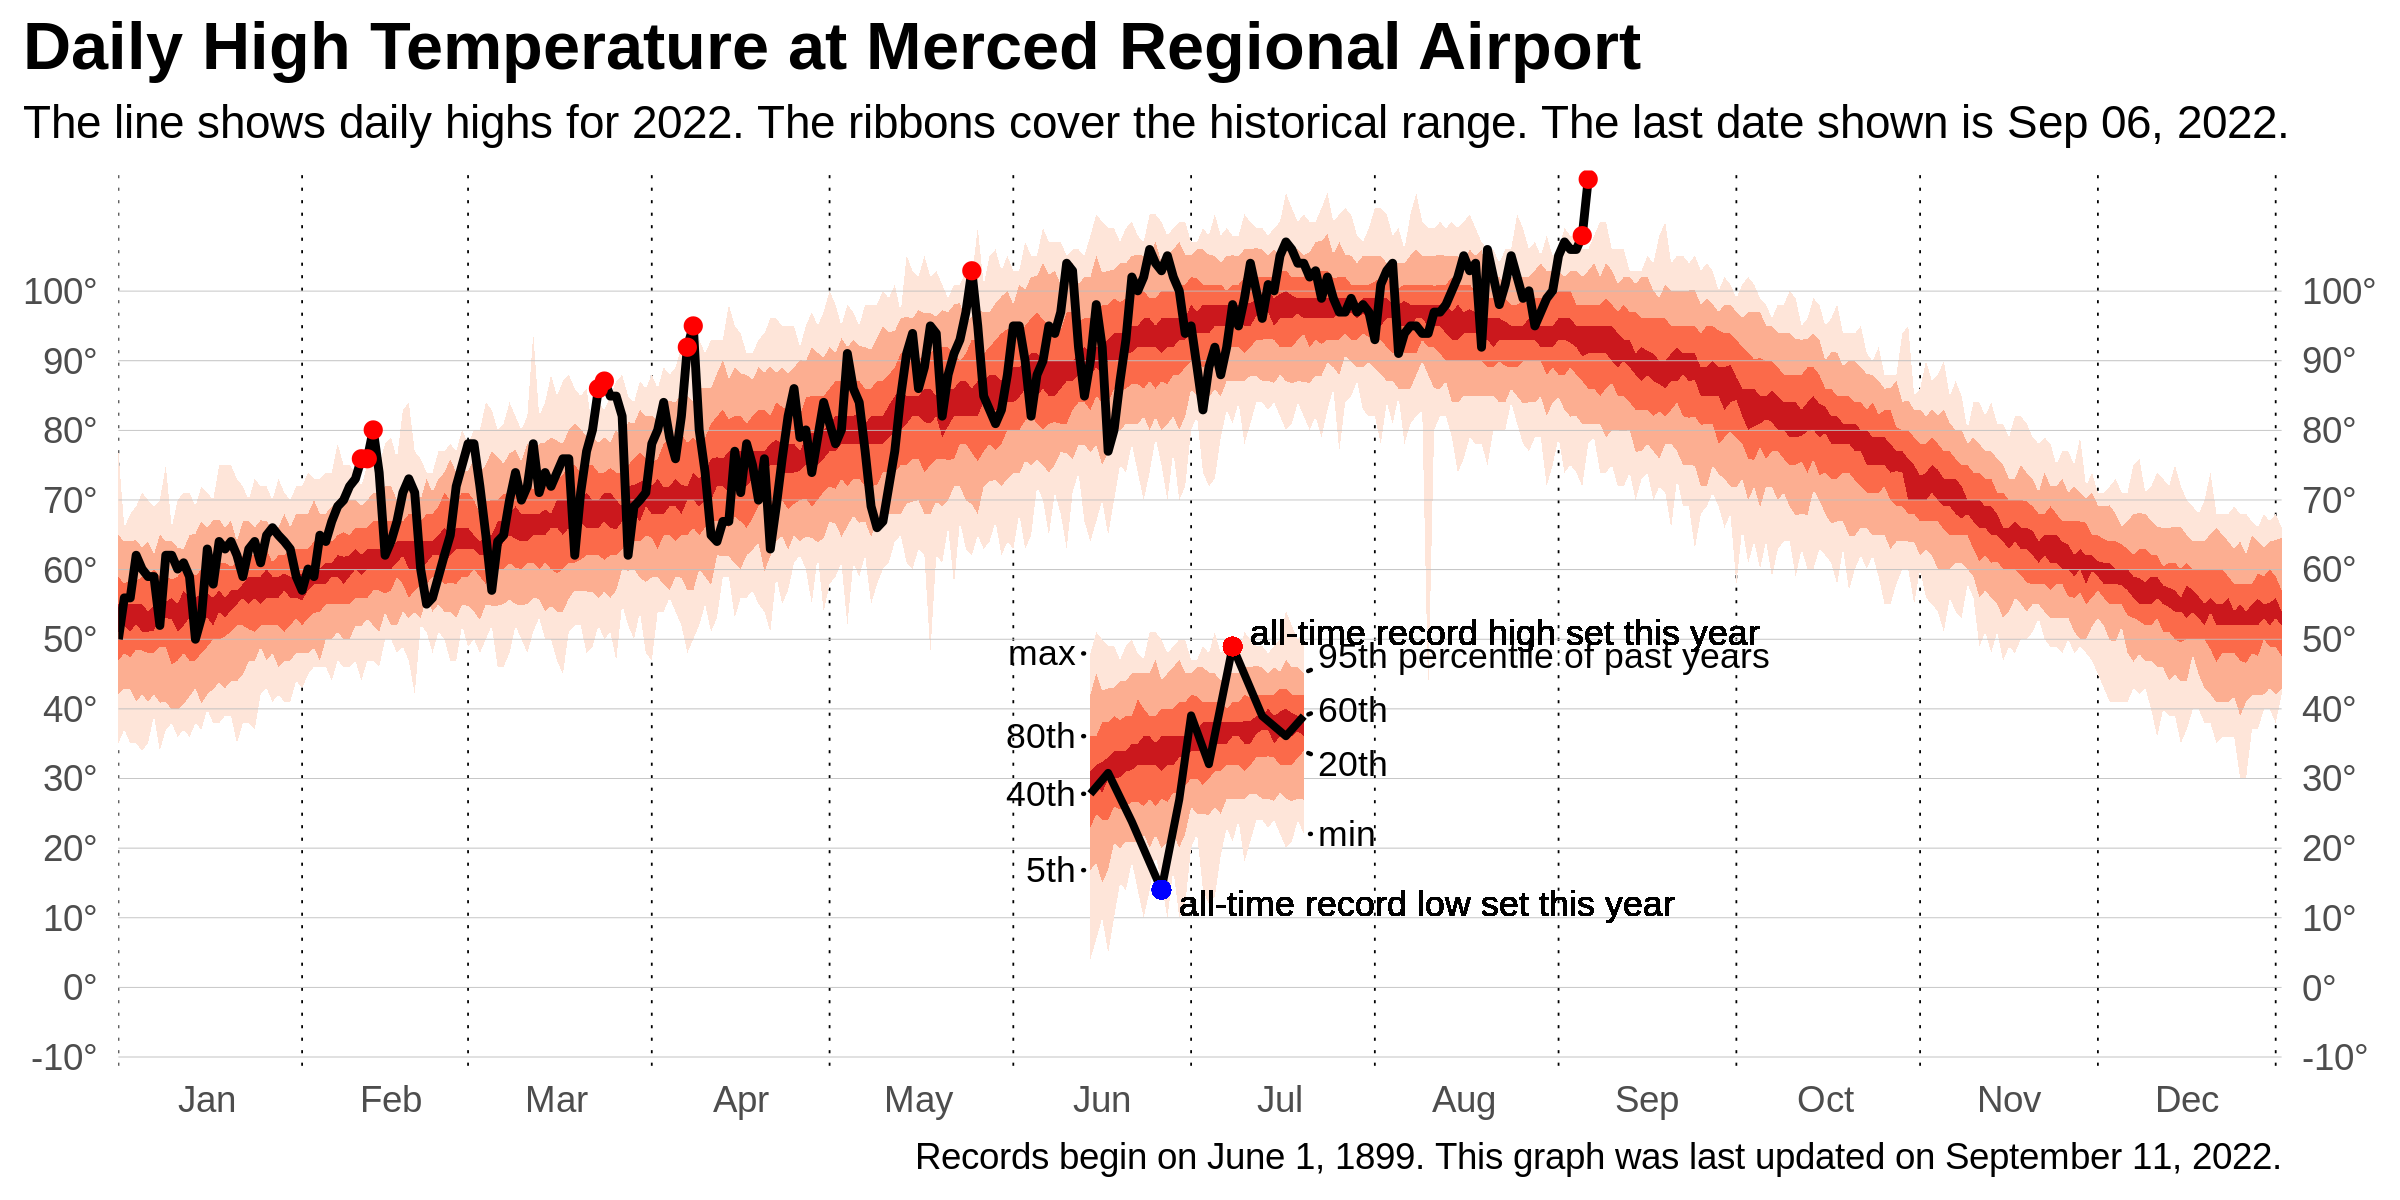 Daily High Temperature at Merced Regional Airport
The line shows daily highs for 2022. The ribbons cover the historical range. The last date shown is Sep 06, 2022.
100° 100°
90° 90°
80° 80°
70° 70°
60° 60°
50° 50°
40° 40°
30° 30°
20° 20°
10° 10°
0° 0°
-10° -10°
all-time record high set this year
max
95th percentile of past years
60th
80th
20th
40th
min
5th
all-time record low set this year
Jan Feb Mar Apr May Jun Jul Aug Sep Oct Nov Dec
Records begin on June 1, 1899. This graph was last updated on September 11, 2022.